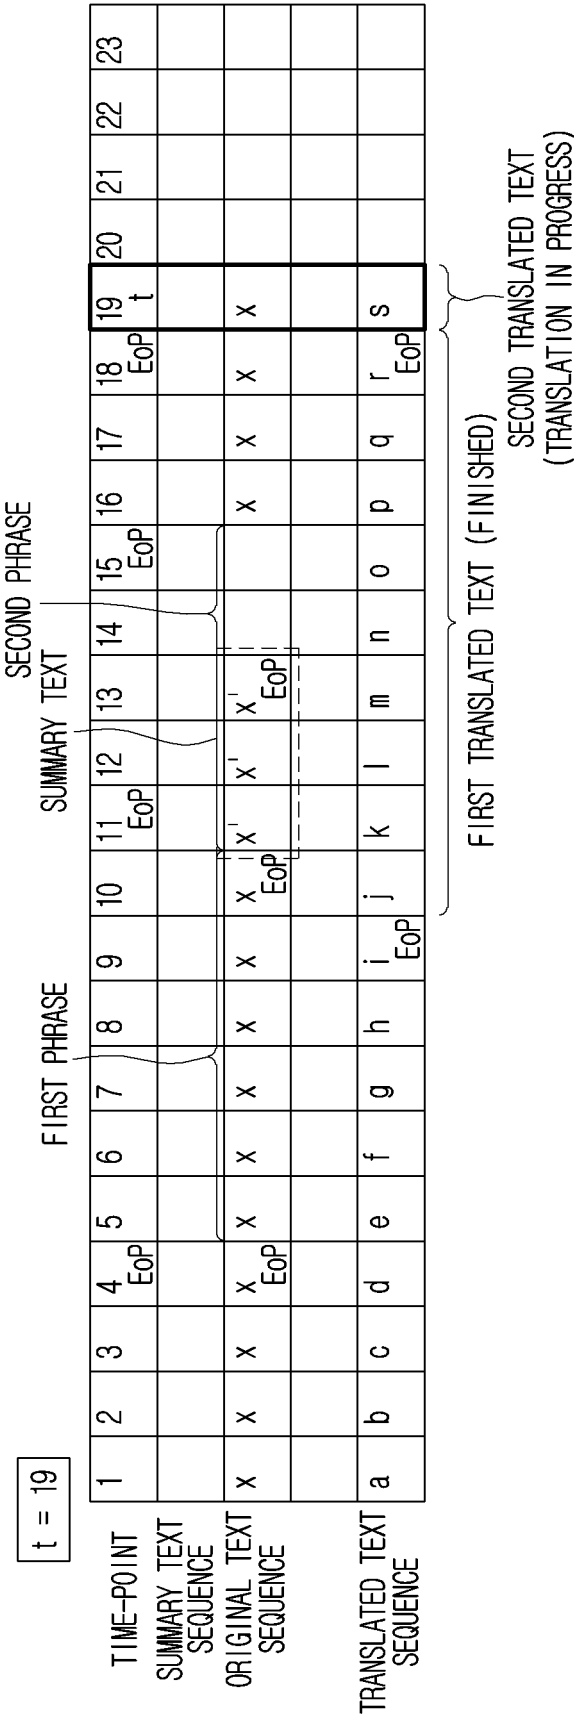 t = 19
SECOND PHRASE
SUMMARY TEXT
FIRST PHRASE
TIME-POINT 1 2 3 4 5 6 7 8 9 10 11 12 13 14 15 16 17 18 19 20 21 22 23
EoP EoP EoP EoP t
SUMMARY TEXT
SEQUENCE
ORIGINAL TEXT
SEQUENCE
x x x x x x x x x x x' x' x' x x x x
EoP EoP EoP
TRANSLATED TEXT
SEQUENCE
a b c d e f g h i j k l m n o p q r s
EoP EoP
FIRST TRANSLATED TEXT (FINISHED)
SECOND TRANSLATED TEXT
(TRANSLATION IN PROGRESS)